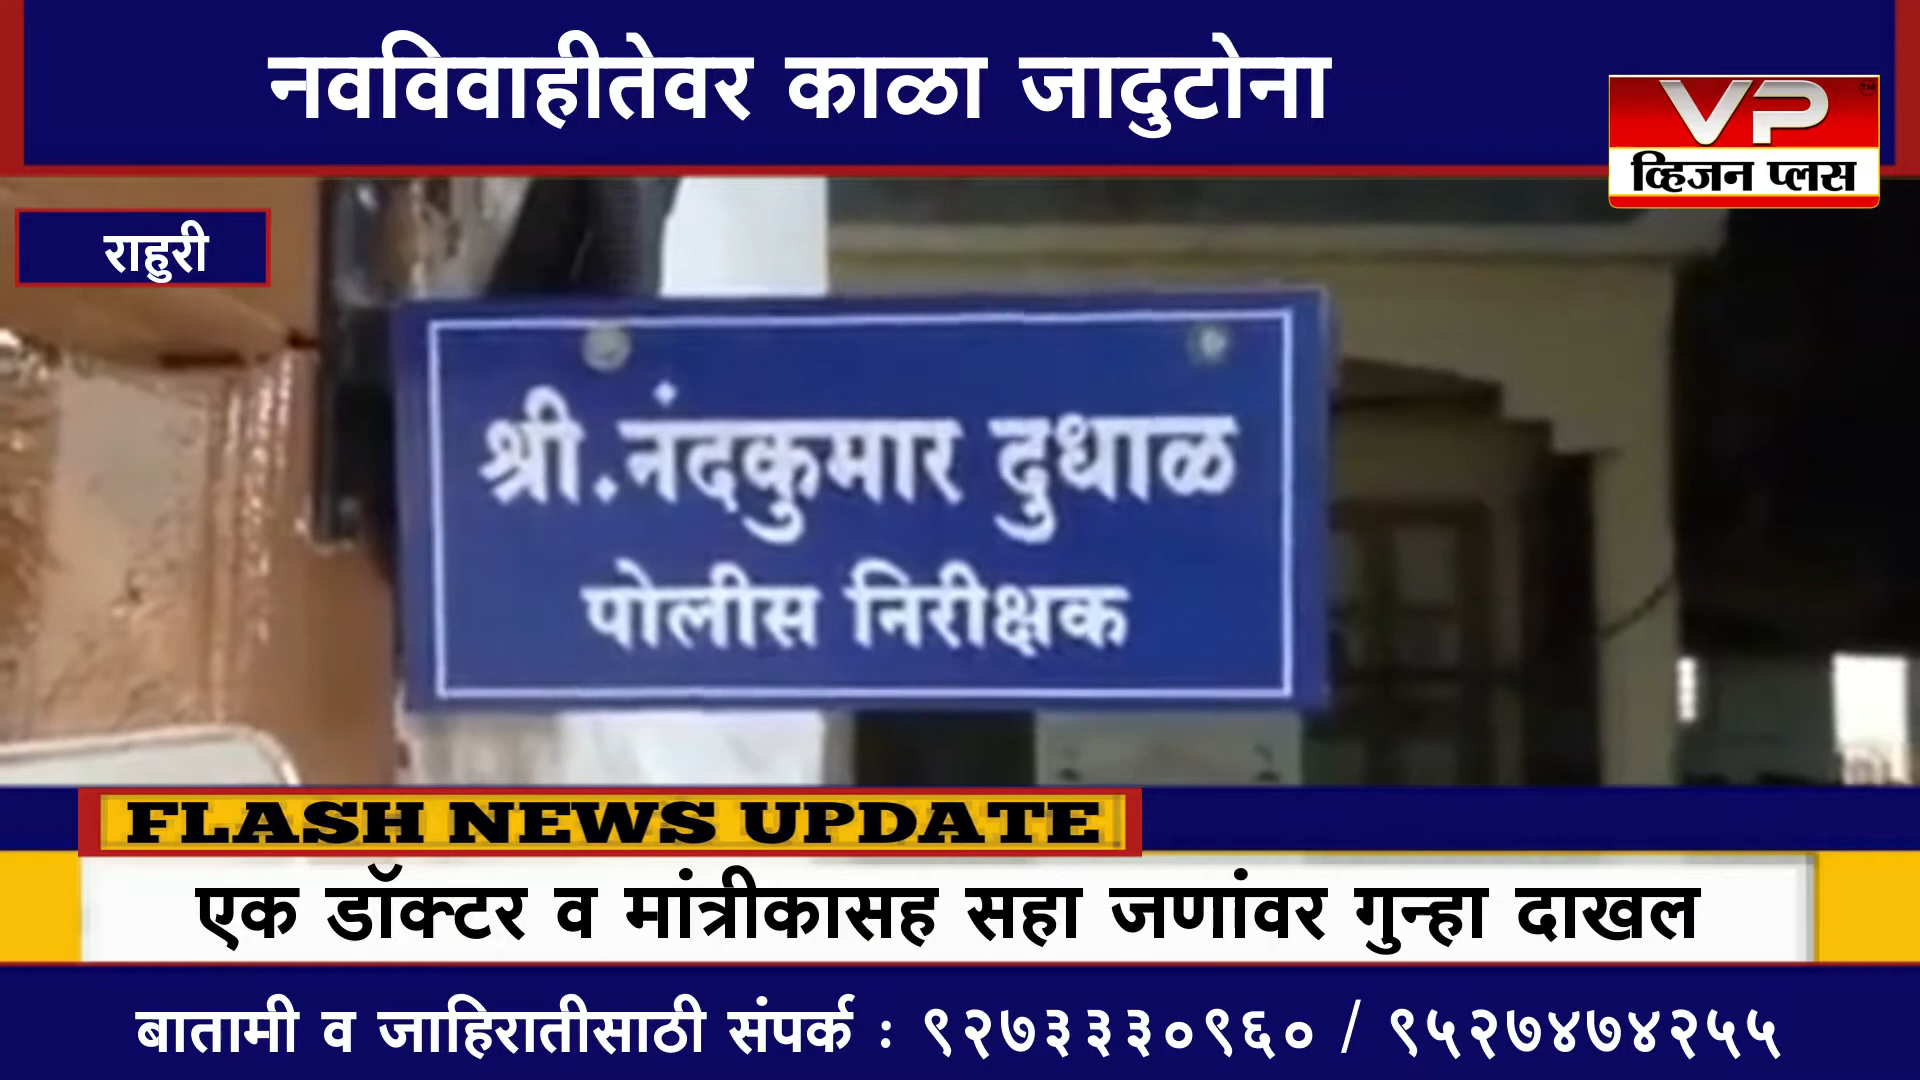 नवविवाहीतेवर काळा जादुटोना
VP
TM
व्हिजन प्लस
राहुरी
श्री.नंदकुमार दुधाळ
पोलीस निरीक्षक
FLASH NEWS UPDATE
एक डॉक्टर व मांत्रीकासह सहा जणांवर गुन्हा दाखल
बातामी व जाहिरातीसाठी संपर्क : ९२७३३३०९६० / ९५२७४७४२५५